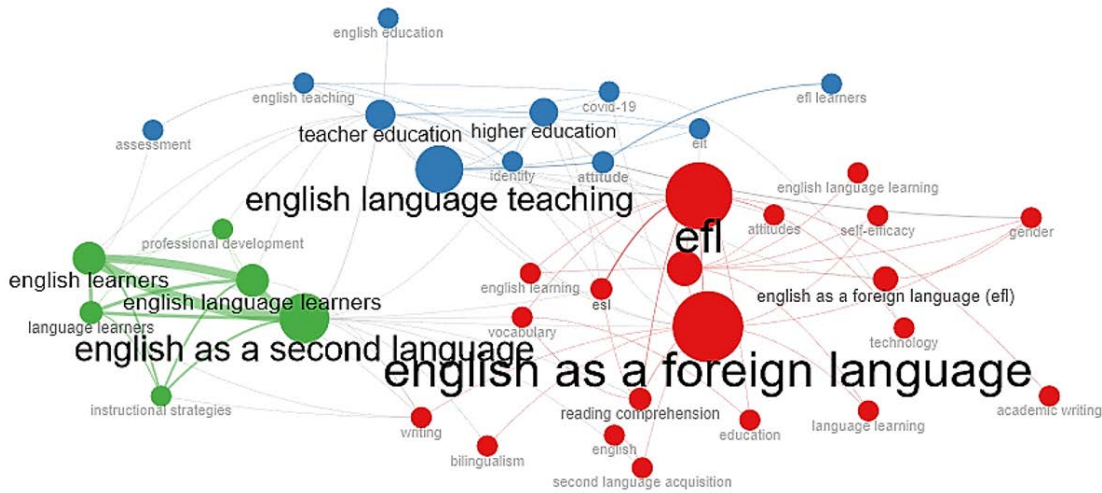 english education
english teaching
covid-19
efl learners
teacher education
higher education
elt
assessment
identity
attitude
english language teaching
english language learning
attitudes
self-efficacy
gender
efl
professional development
english learners
english language learners
english learning
esl
english as a foreign language (efl)
language learners
vocabulary
technology
english as a second language
english as a foreign language
instructional strategies
reading comprehension
academic writing
writing
language learning
education
english
bilingualism
second language acquisition